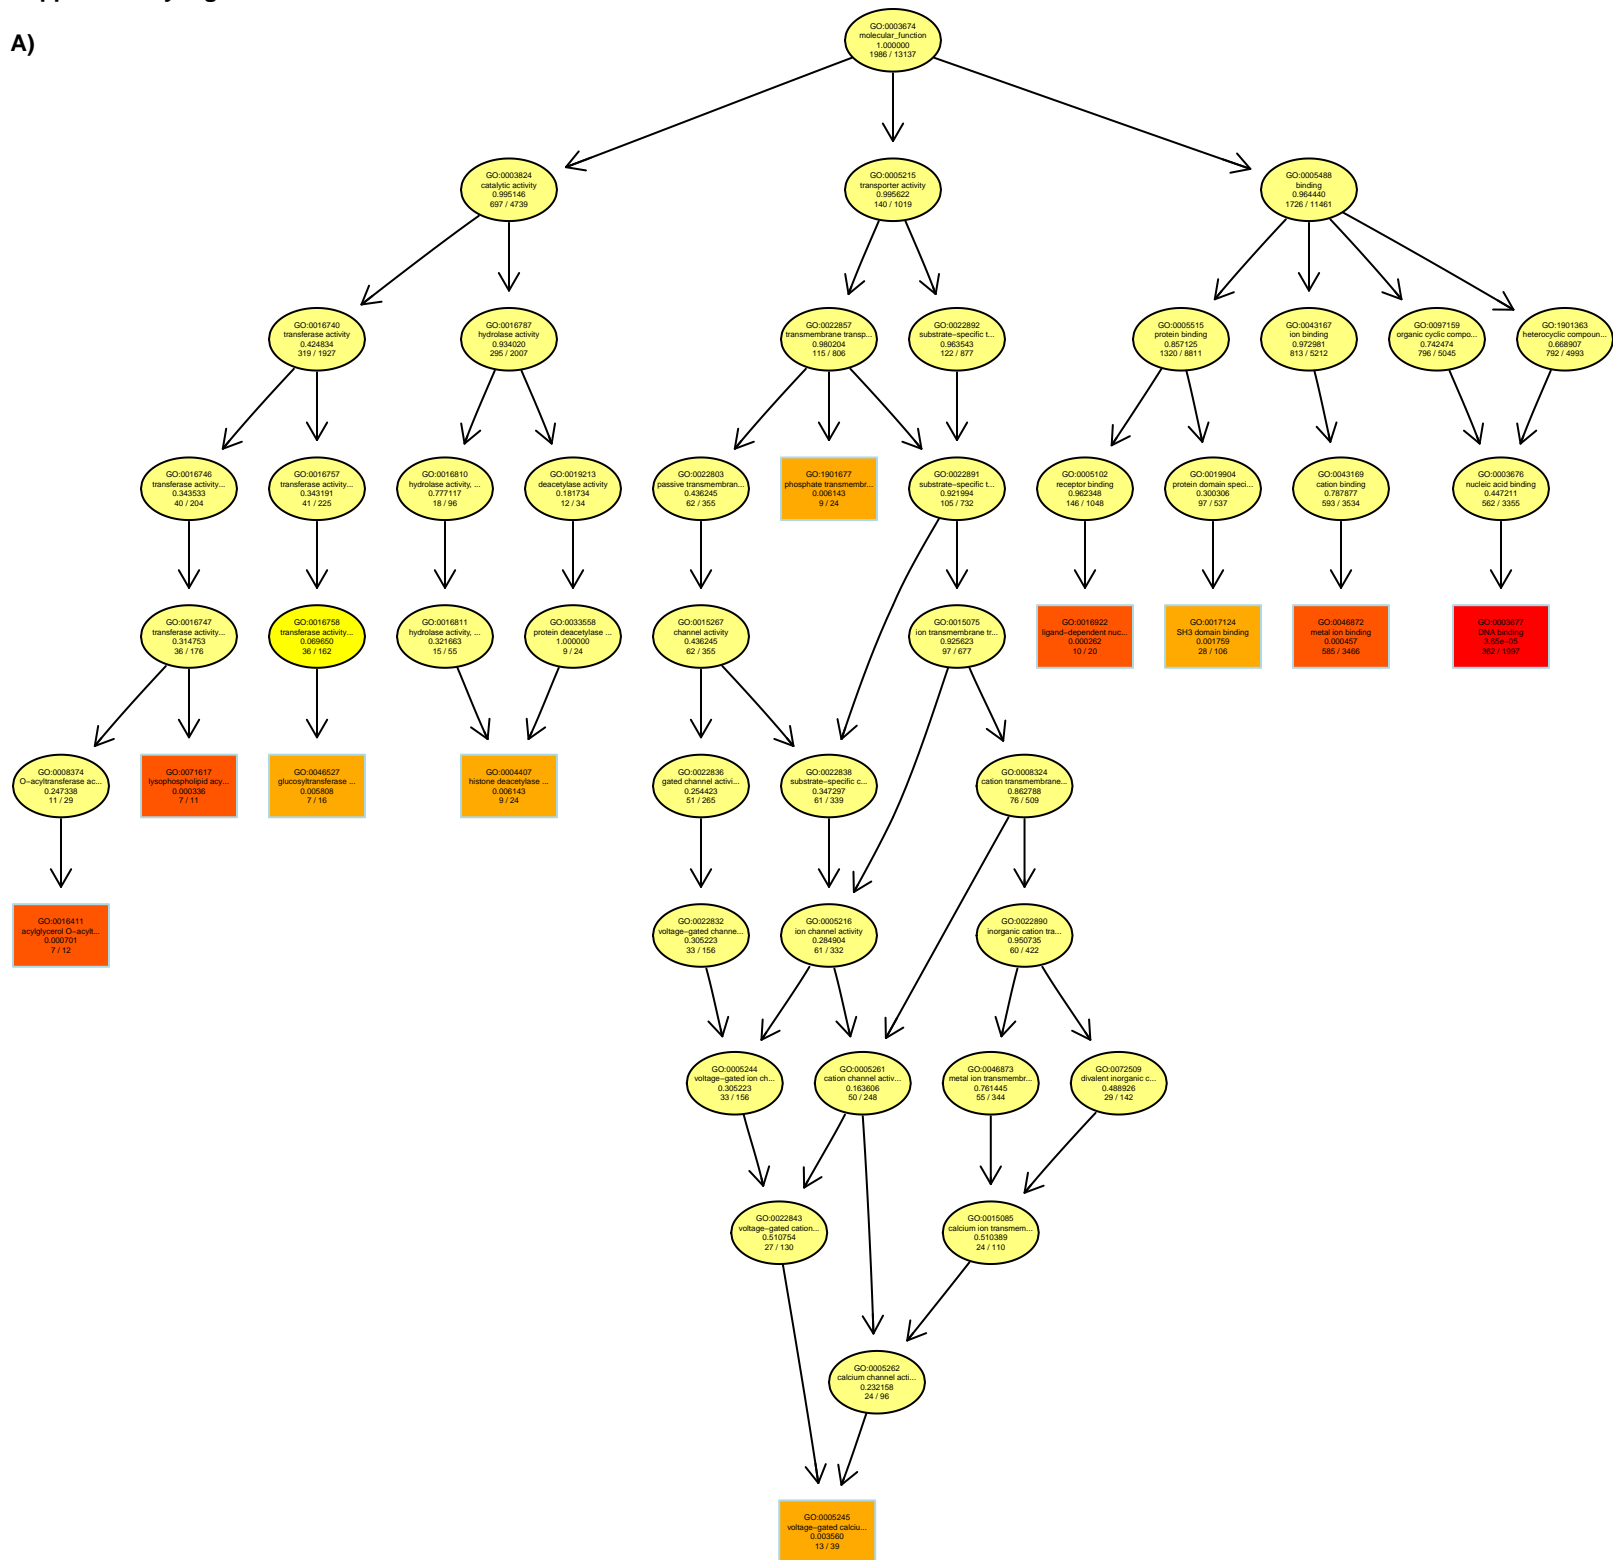 A)
GO:0003674
molecular_function
1.000000
1986 / 13137
GO:0003824
catalytic activity
0.995146
697 / 4739
GO:0005215
transporter activity
0.995622
140 / 1019
GO:0005488
binding
0.964440
1726 / 11461
GO:0016740
transferase activity
0.424834
319 / 1927
GO:0016787
hydrolase activity
0.934020
295 / 2007
GO:0022857
transmembrane transp...
0.980204
115 / 806
GO:0022892
substrate−specific t...
0.963543
122 / 877
GO:0005515
protein binding
0.857125
1320 / 8811
GO:0043167
ion binding
0.972981
813 / 5212
GO:0097159
organic cyclic compo...
0.742474
796 / 5045
GO:1901363
heterocyclic compoun...
0.668907
792 / 4993
GO:0016746
transferase activity...
0.343533
40 / 204
GO:0016757
transferase activity...
0.343191
41 / 225
GO:0016810
hydrolase activity, ...
0.777117
18 / 96
GO:0019213
deacetylase activity
0.181734
12 / 34
GO:0022803
passive transmembran...
0.436245
62 / 355
GO:1901677
phosphate transmembr...
0.006143
9 / 24
GO:0022891
substrate−specific t...
0.921994
105 / 732
GO:0005102
receptor binding
0.962348
146 / 1048
GO:0019904
protein domain speci...
0.300306
97 / 537
GO:0043169
cation binding
0.787877
593 / 3534
GO:0003676
nucleic acid binding
0.447211
562 / 3355
GO:0016747
transferase activity...
0.314753
36 / 176
GO:0016758
transferase activity...
0.069650
36 / 162
GO:0016811
hydrolase activity, ...
0.321663
15 / 55
GO:0033558
protein deacetylase ...
1.000000
9 / 24
GO:0015267
channel activity
0.436245
62 / 355
GO:0015075
ion transmembrane tr...
0.925623
97 / 677
GO:0016922
ligand−dependent nuc...
0.000262
10 / 20
GO:0017124
SH3 domain binding
0.001759
28 / 106
GO:0046872
metal ion binding
0.000457
585 / 3466
GO:0003677
DNA binding
3.65e−05
362 / 1997
GO:0008374
O−acyltransferase ac...
0.247338
11 / 29
GO:0071617
lysophospholipid acy...
0.000336
7 / 11
GO:0046527
glucosyltransferase ...
0.005808
7 / 16
GO:0004407
histone deacetylase ...
0.006143
9 / 24
GO:0022836
gated channel activi...
0.254423
51 / 265
GO:0022838
substrate−specific c...
0.347297
61 / 339
GO:0008324
cation transmembrane...
0.862788
76 / 509
GO:0016411
acylglycerol O−acylt...
0.000701
7 / 12
GO:0022832
voltage−gated channe...
0.305223
33 / 156
GO:0005216
ion channel activity
0.284904
61 / 332
GO:0022890
inorganic cation tra...
0.950735
60 / 422
GO:0005244
voltage−gated ion ch...
0.305223
33 / 156
GO:0005261
cation channel activ...
0.163606
50 / 248
GO:0046873
metal ion transmembr...
0.761445
55 / 344
GO:0072509
divalent inorganic c...
0.488926
29 / 142
GO:0022843
voltage−gated cation...
0.510754
27 / 130
GO:0015085
calcium ion transmem...
0.510389
24 / 110
GO:0005262
calcium channel acti...
0.232158
24 / 96
GO:0005245
voltage−gated calciu...
0.003560
13 / 39